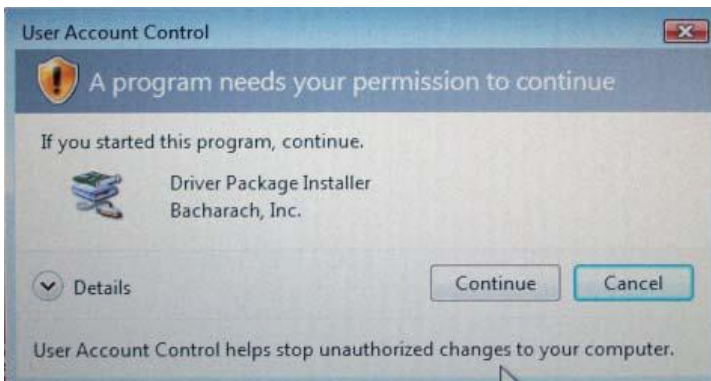 User Account Control
A program needs your permission to continue
If you started this program, continue.
Driver Package Installer
Bacharach, Inc.
Details
Continue
Cancel
User Account Control helps stop unauthorized changes to your computer.